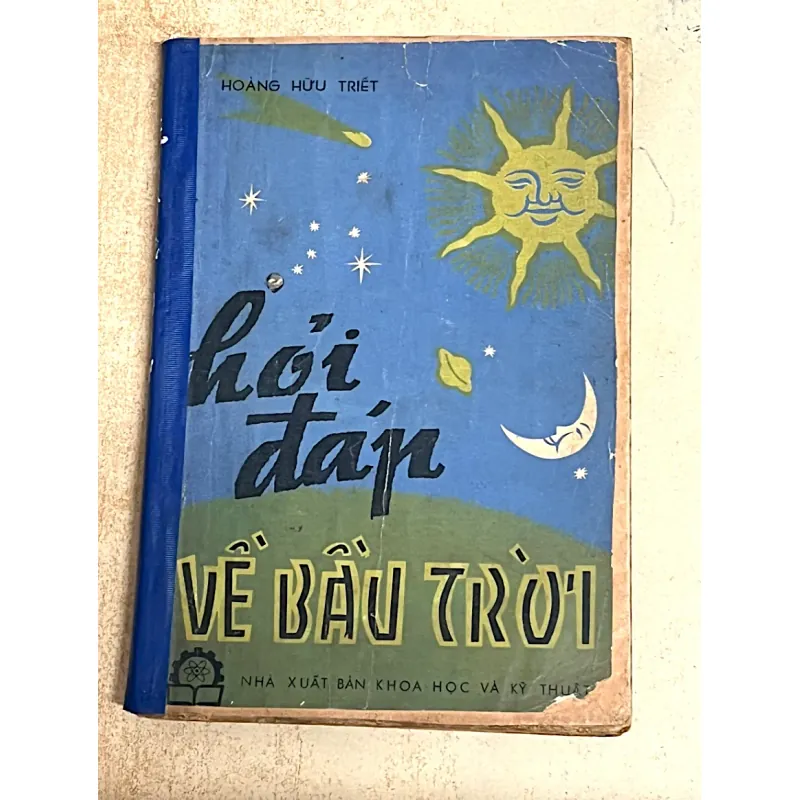 HOÀNG HỮU TRIẾT
hỏi
đáp
VỀ BẦU TRỜI
NHÀ XUẤT BẢN KHOA HỌC VÀ KỸ THUẬT